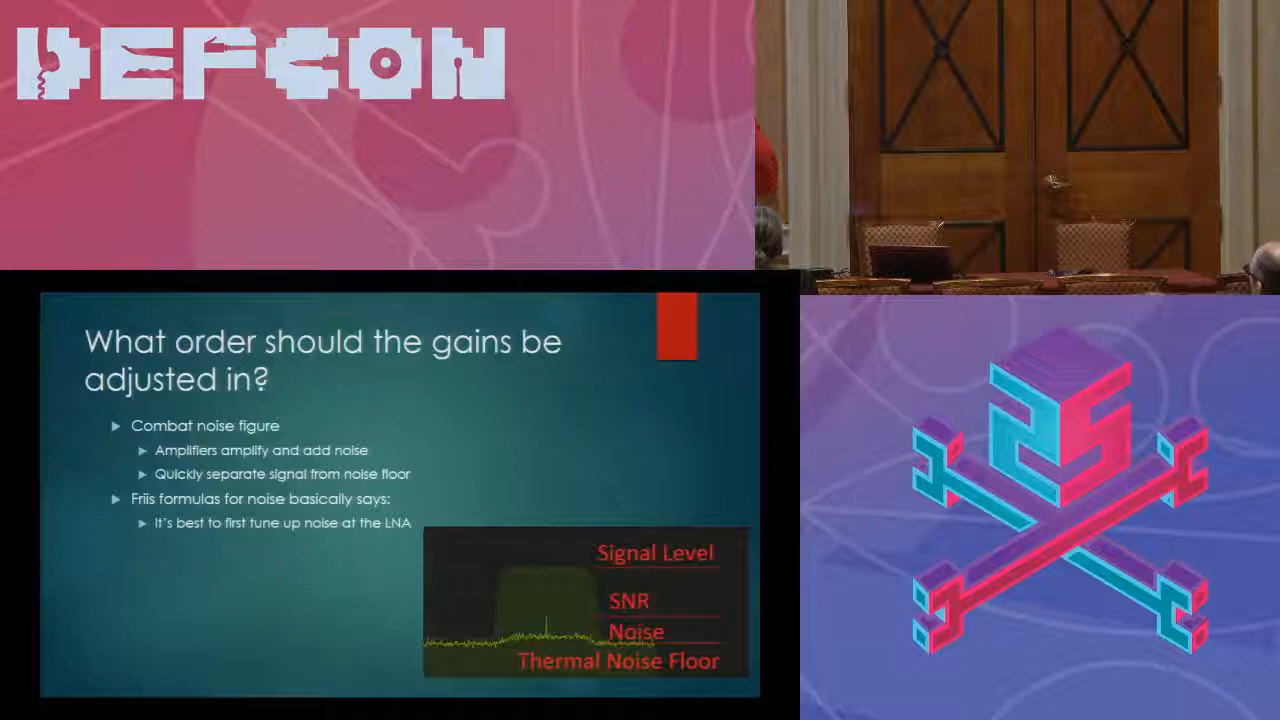 DEFCON
What order should the gains be
adjusted in?
Combat noise figure
Amplifiers amplify and add noise
Quickly separate signal from noise floor
Friis formulas for noise basically says:
It's best to first tune up noise at the LNA
Signal Level
SNR
Noise
Thermal Noise Floor
25